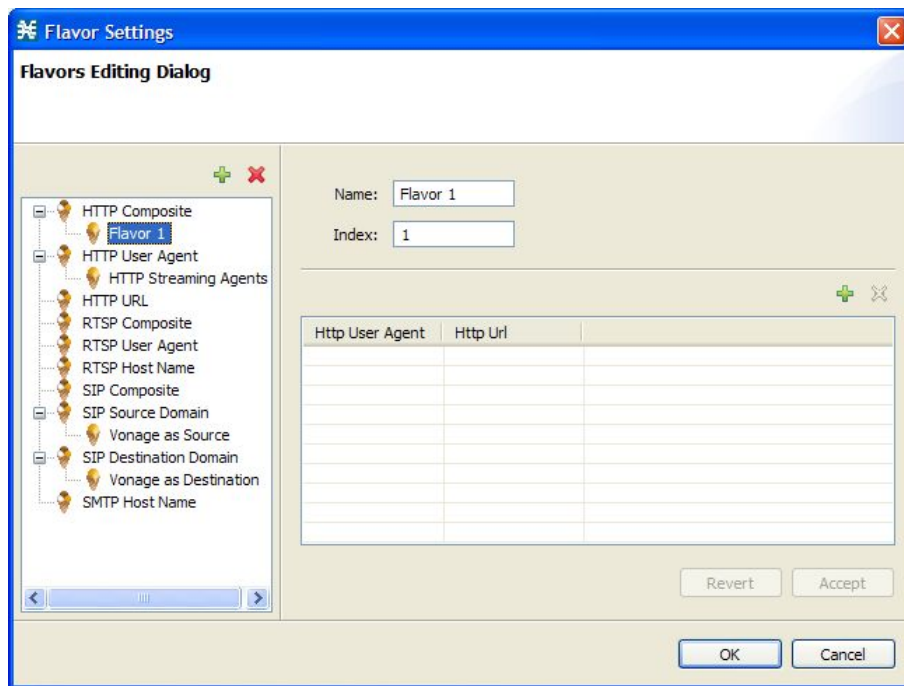 Flavor Settings
Flavors Editing Dialog
HTTP Composite
Flavor 1
HTTP User Agent
HTTP Streaming Agents
HTTP URL
RTSP Composite
RTSP User Agent
RTSP Host Name
SIP Composite
SIP Source Domain
Vonage as Source
SIP Destination Domain
Vonage as Destination
SMTP Host Name
Name: Flavor 1
Index: 1
Http User Agent Http Url
Revert Accept
OK Cancel